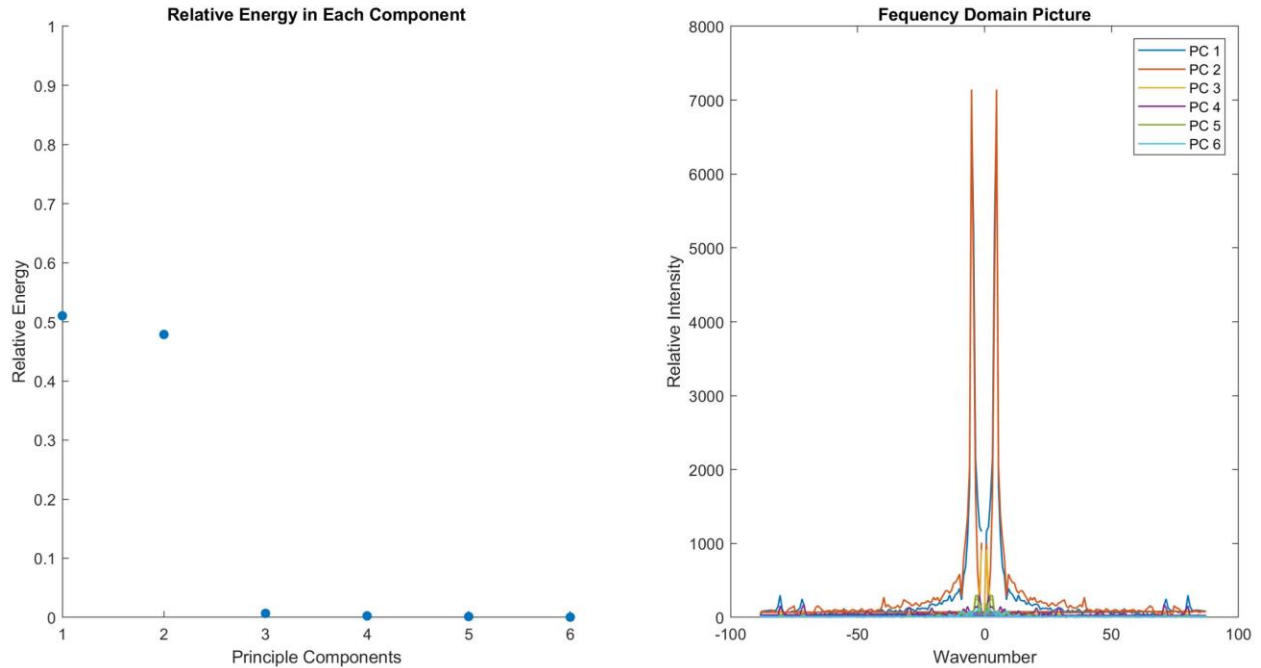 Relative Energy in Each Component
1
0.9
0.8
0.7
0.6
0.5
0.4
0.3
0.2
0.1
0
Relative Energy
1 2 3 4 5 6
Principle Components
Fequency Domain Picture
8000
7000
6000
5000
4000
3000
2000
1000
0
Relative Intensity
-100 -50 0 50 100
Wavenumber
PC 1
PC 2
PC 3
PC 4
PC 5
PC 6